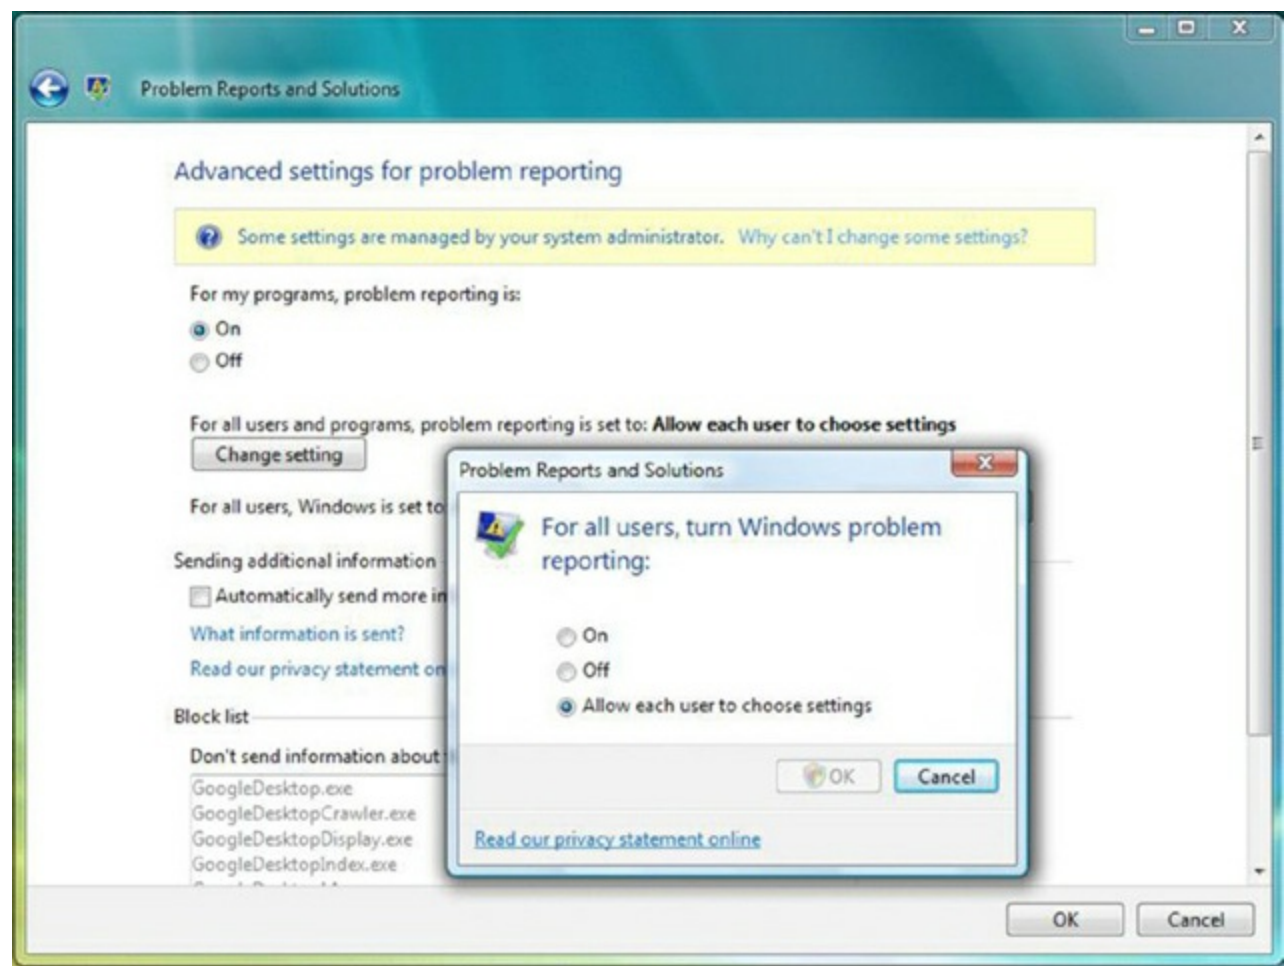 Problem Reports and Solutions
Advanced settings for problem reporting
Some settings are managed by your system administrator. Why can't I change some settings?
For my programs, problem reporting is:
On
Off
For all users and programs, problem reporting is set to: Allow each user to choose settings
Change setting
For all users, Windows is set to
Sending additional information
Automatically send more in
What information is sent?
Read our privacy statement on
Block list
Don't send information about
GoogleDesktop.exe
GoogleDesktopCrawler.exe
GoogleDesktopDisplay.exe
GoogleDesktopIndex.exe
Problem Reports and Solutions
For all users, turn Windows problem
reporting:
On
Off
Allow each user to choose settings
OK Cancel
Read our privacy statement online
OK Cancel